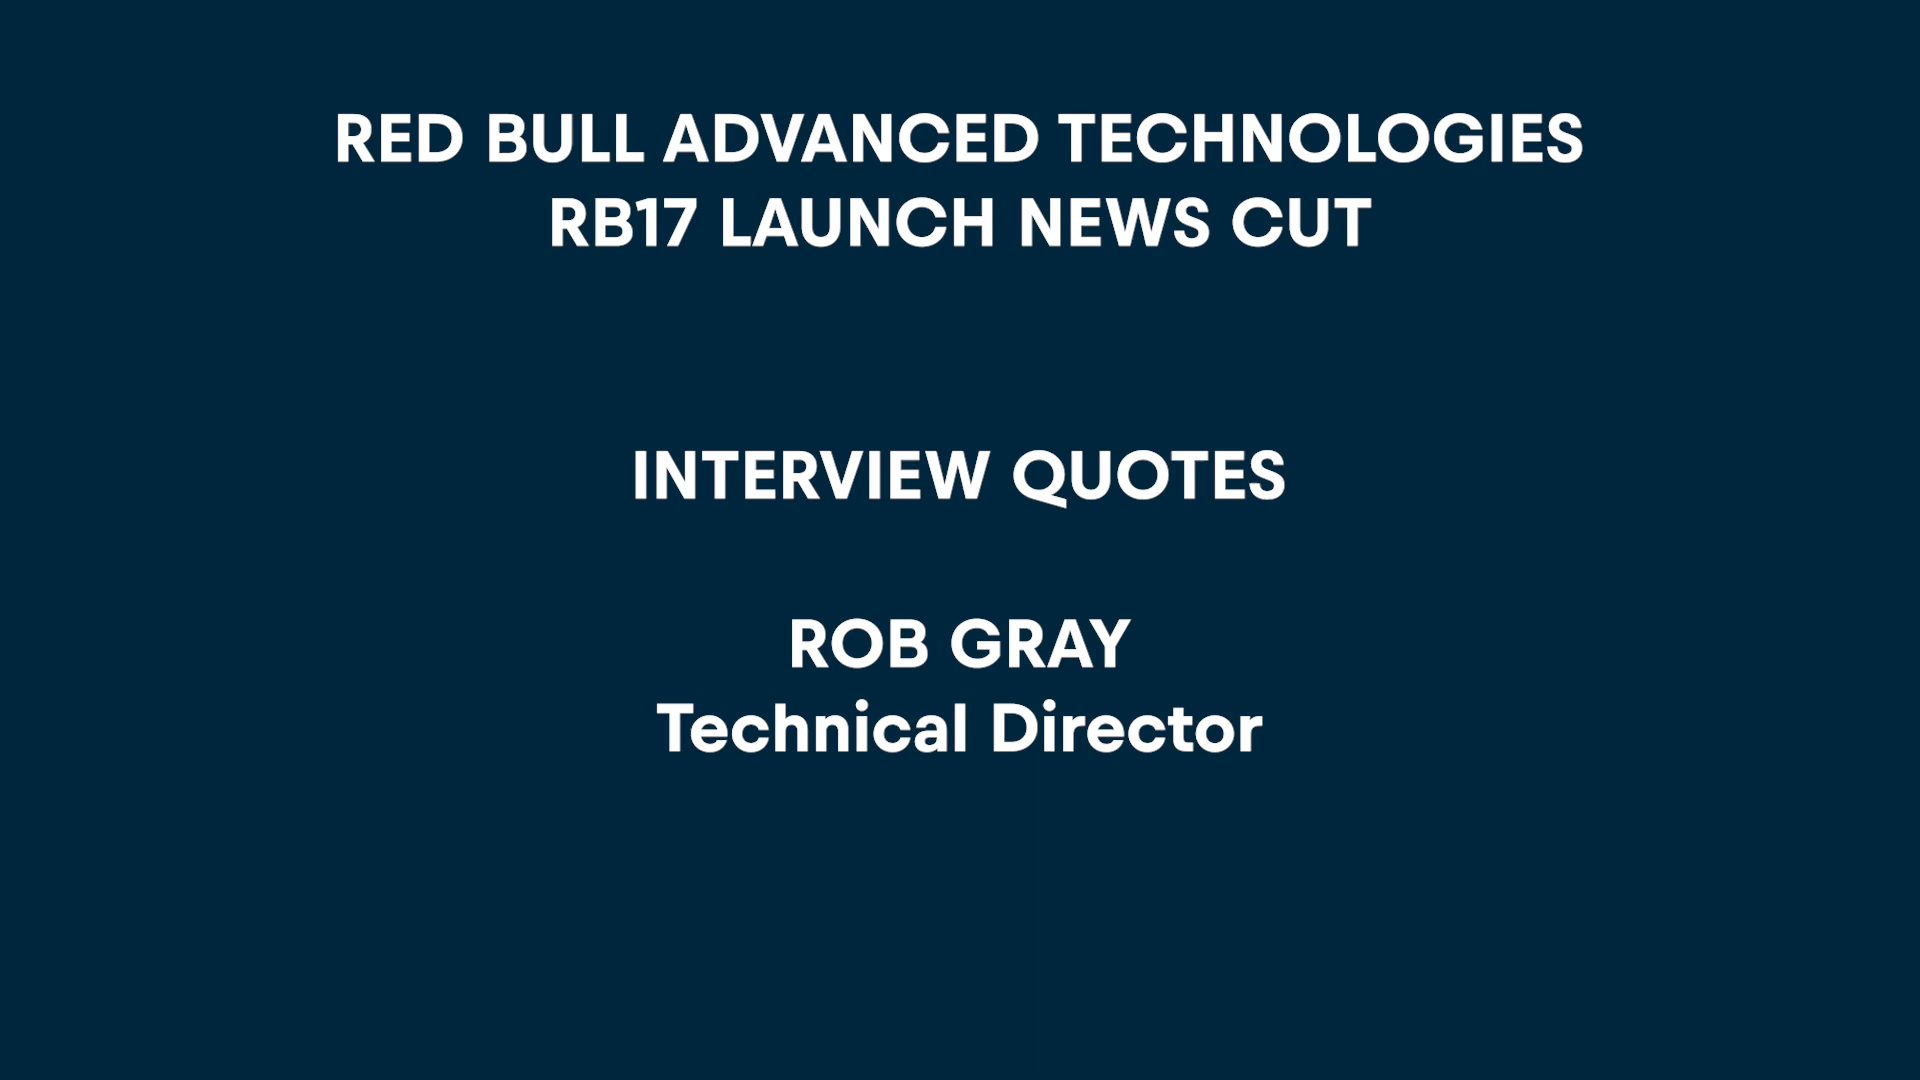 RED BULL ADVANCED TECHNOLOGIES
RB17 LAUNCH NEWS CUT
INTERVIEW QUOTES
ROB GRAY
Technical Director